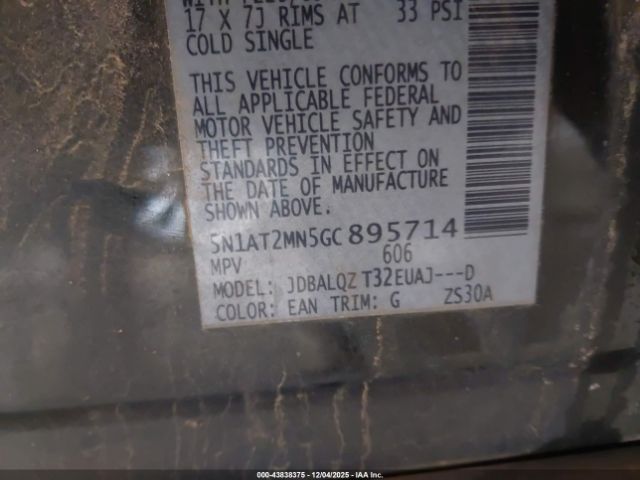 17 X 7J RIMS AT 33 PSI
COLD SINGLE
THIS VEHICLE CONFORMS TO
ALL APPLICABLE FEDERAL
MOTOR VEHICLE SAFETY AND
THEFT PREVENTION
STANDARDS IN EFFECT ON
THE DATE OF MANUFACTURE
SHOWN ABOVE.
5N1AT2MN5GC895714
MPV 606
MODEL: JDBALQZ T32EUAJ---D
COLOR: EAN TRIM: G ZS30A
000-43838375 - 12/04/2025 - IAAI Inc.